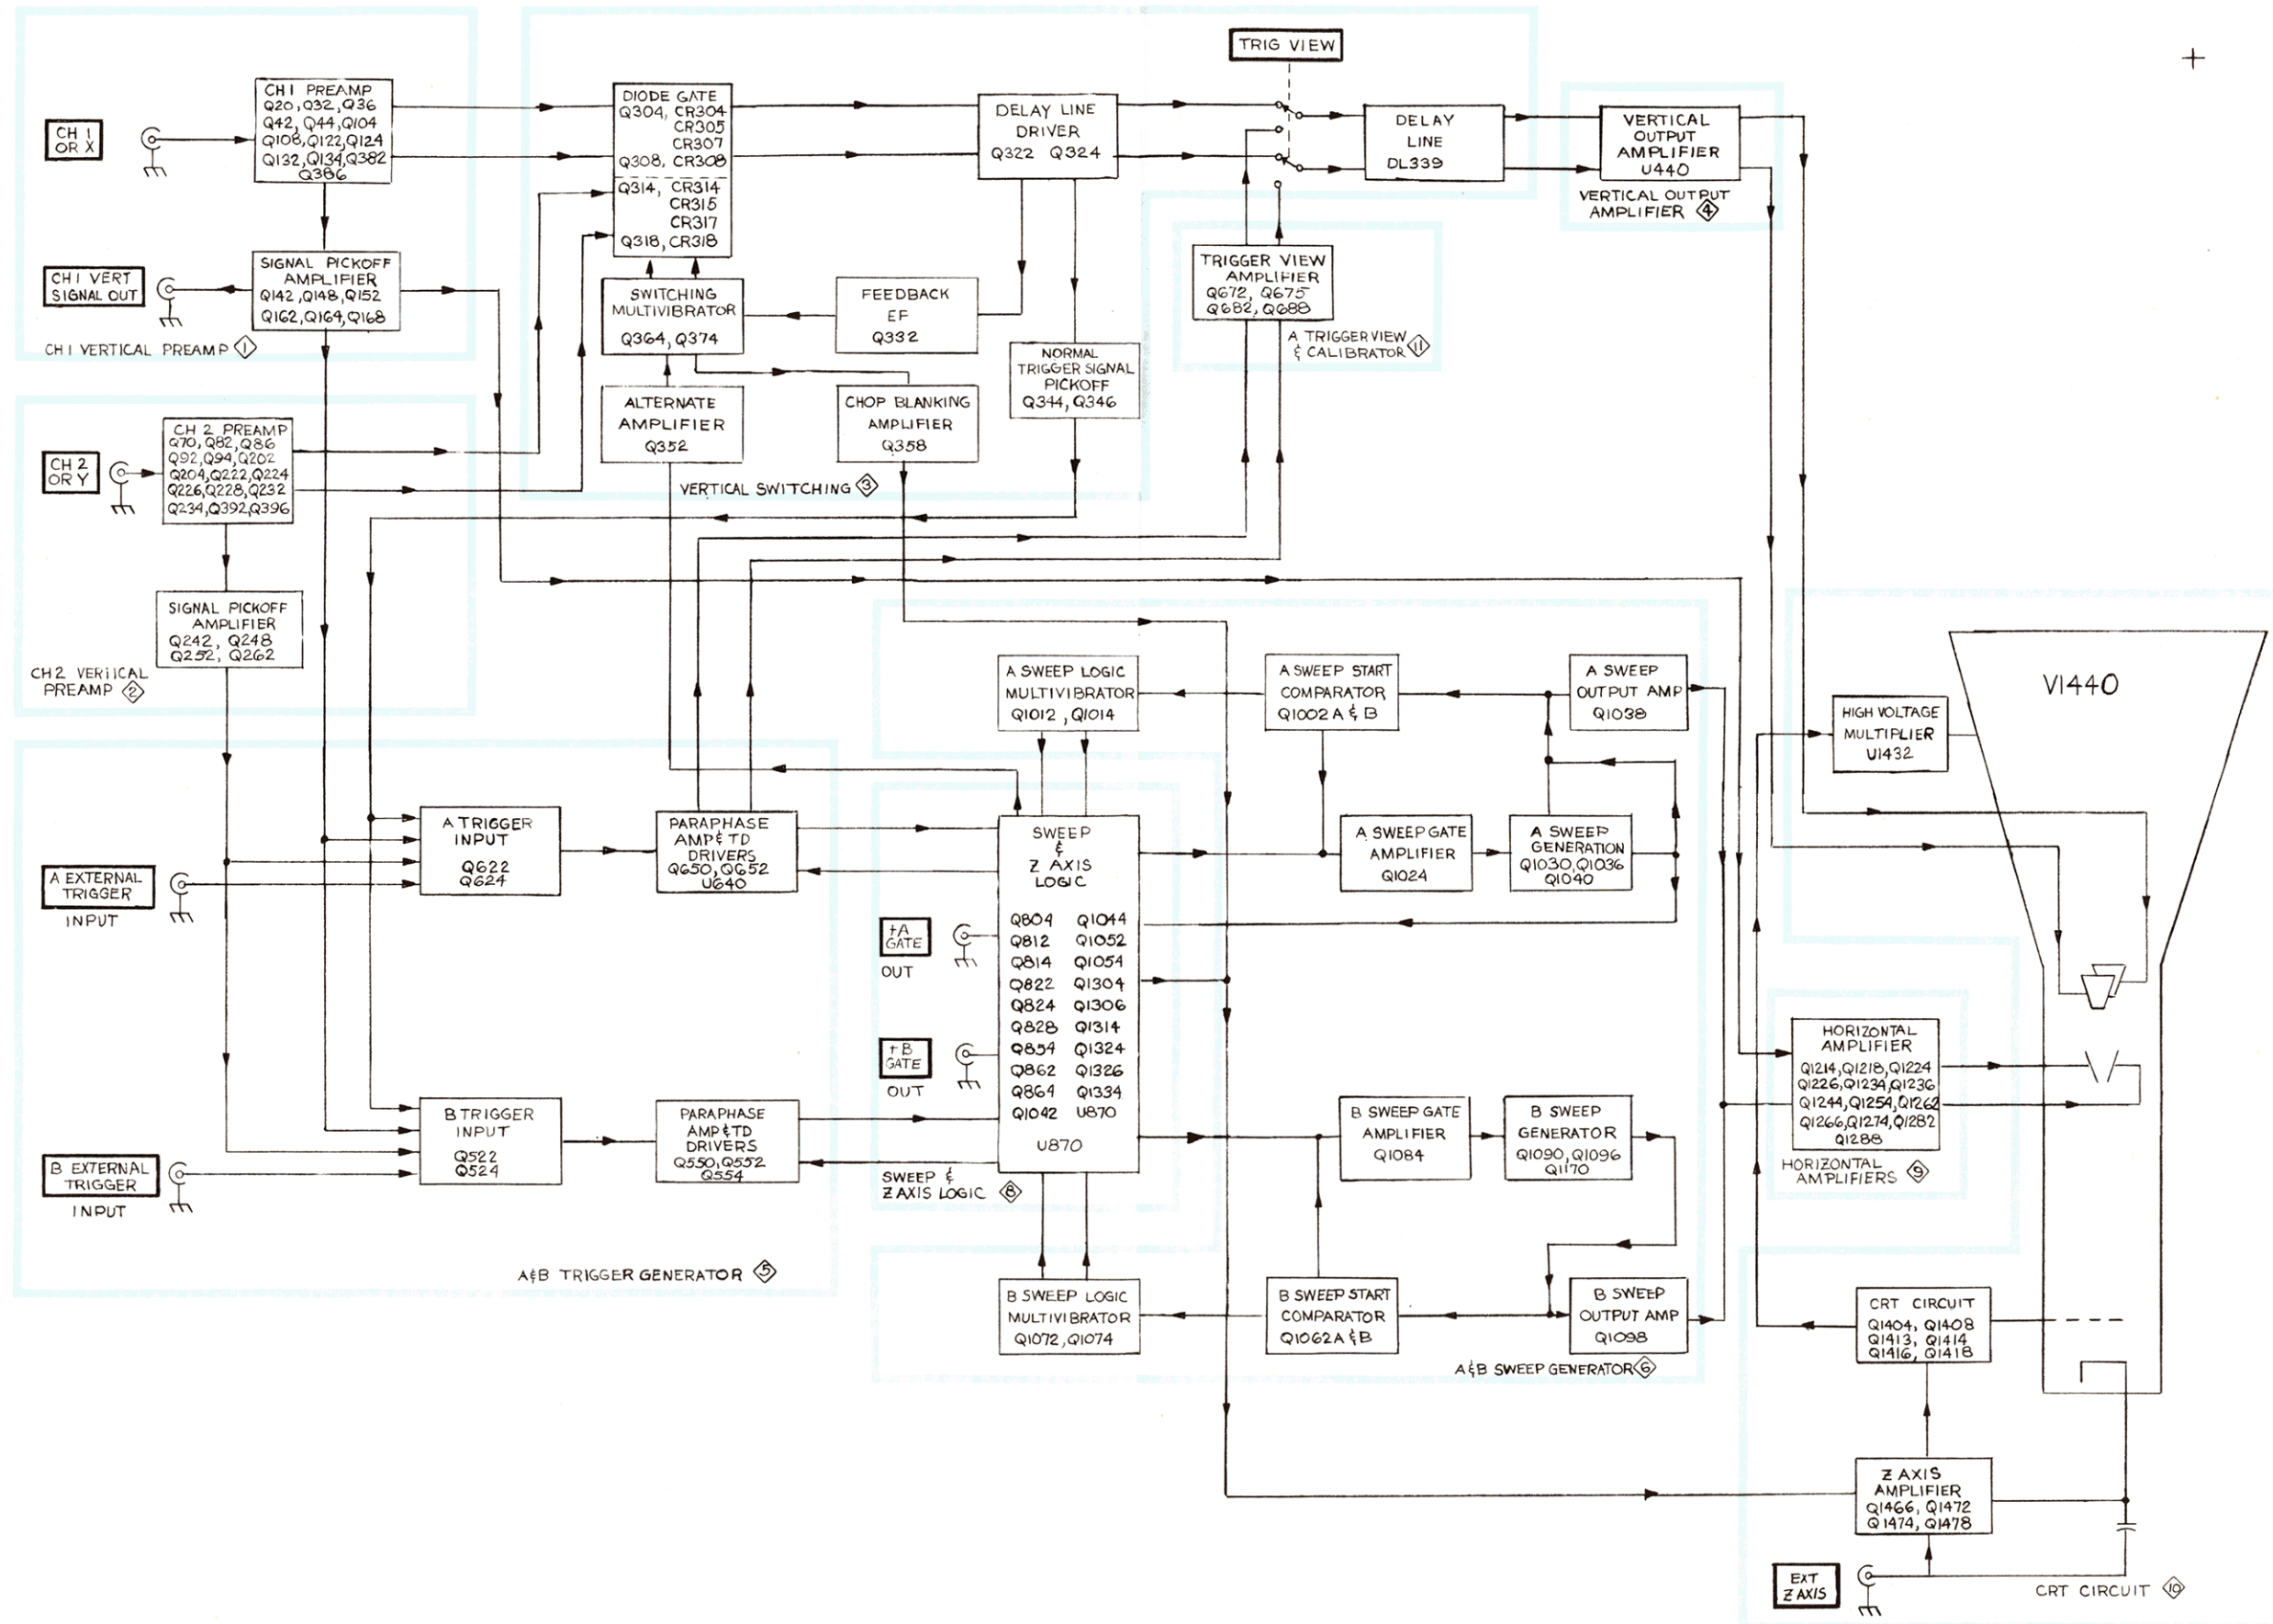 TRIG VIEW
CH 1
OR X
CH1 PREAMP
Q20, Q32, Q36
Q42, Q44, Q104
Q108, Q122, Q124
Q132, Q134, Q382
Q386
DIODE GATE
Q304, CR304
CR305
CR307
Q308, CR308
Q314, CR314
CR315
CR317
Q318, CR318
DELAY LINE
DRIVER
Q322 Q324
DELAY
LINE
DL339
VERTICAL
OUTPUT
AMPLIFIER
U440
VERTICAL OUTPUT
AMPLIFIER 4
CH1 VERT
SIGNAL OUT
SIGNAL PICKOFF
AMPLIFIER
Q142, Q148, Q152
Q162, Q164, Q168
CH1 VERTICAL PREAMP 1
SWITCHING
MULTIVIBRATOR
Q364, Q374
FEEDBACK
EF
Q332
TRIGGER VIEW
AMPLIFIER
Q672, Q675
Q682, Q688
A TRIGGER VIEW
& CALIBRATOR 11
NORMAL
TRIGGER SIGNAL
PICKOFF
Q344, Q346
ALTERNATE
AMPLIFIER
Q352
CHOP BLANKING
AMPLIFIER
Q358
VERTICAL SWITCHING 3
CH 2
OR Y
CH 2 PREAMP
Q70, Q82, Q86
Q92, Q94, Q202
Q204, Q222, Q224
Q226, Q228, Q232
Q234, Q392, Q396
SIGNAL PICKOFF
AMPLIFIER
Q242, Q248
Q252, Q262
CH2 VERTICAL
PREAMP 2
A SWEEP LOGIC
MULTIVIBRATOR
Q1012, Q1014
A SWEEP START
COMPARATOR
Q1002A & B
A SWEEP
OUTPUT AMP
Q1038
HIGH VOLTAGE
MULTIPLIER
U1432
V1440
A TRIGGER
INPUT
Q622
Q624
PARAPHASE
AMP & TD
DRIVERS
Q650, Q652
U640
SWEEP
&
Z AXIS
LOGIC
Q804 Q1044
Q812 Q1052
Q814 Q1054
Q822 Q1304
Q824 Q1306
Q828 Q1314
Q854 Q1324
Q862 Q1326
Q864 Q1334
Q1042 U870
U870
A SWEEP GATE
AMPLIFIER
Q1024
A SWEEP
GENERATION
Q1030, Q1036
Q1040
A EXTERNAL
TRIGGER
INPUT
+A
GATE
OUT
+B
GATE
OUT
HORIZONTAL
AMPLIFIER
Q1214, Q1218, Q1224
Q1226, Q1234, Q1236
Q1244, Q1254, Q1262
Q1266, Q1274, Q1282
Q1288
HORIZONTAL
AMPLIFIERS 9
B EXTERNAL
TRIGGER
INPUT
B TRIGGER
INPUT
Q522
Q524
PARAPHASE
AMP & TD
DRIVERS
Q550, Q552
Q554
SWEEP &
Z AXIS LOGIC 8
B SWEEP GATE
AMPLIFIER
Q1084
B SWEEP
GENERATOR
Q1090, Q1096
Q1170
A&B TRIGGER GENERATOR 5
B SWEEP LOGIC
MULTIVIBRATOR
Q1072, Q1074
B SWEEP START
COMPARATOR
Q1062A & B
B SWEEP
OUTPUT AMP
Q1098
A&B SWEEP GENERATOR 6
CRT CIRCUIT
Q1404, Q1408
Q1413, Q1414
Q1416, Q1418
Z AXIS
AMPLIFIER
Q1466, Q1472
Q1474, Q1478
EXT
Z AXIS
CRT CIRCUIT 10